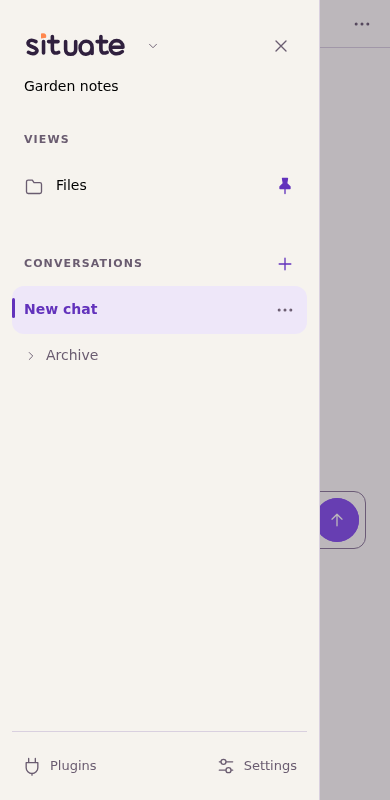 situate
Garden notes
VIEWS
Files
CONVERSATIONS
New chat
Archive
Plugins
Settings